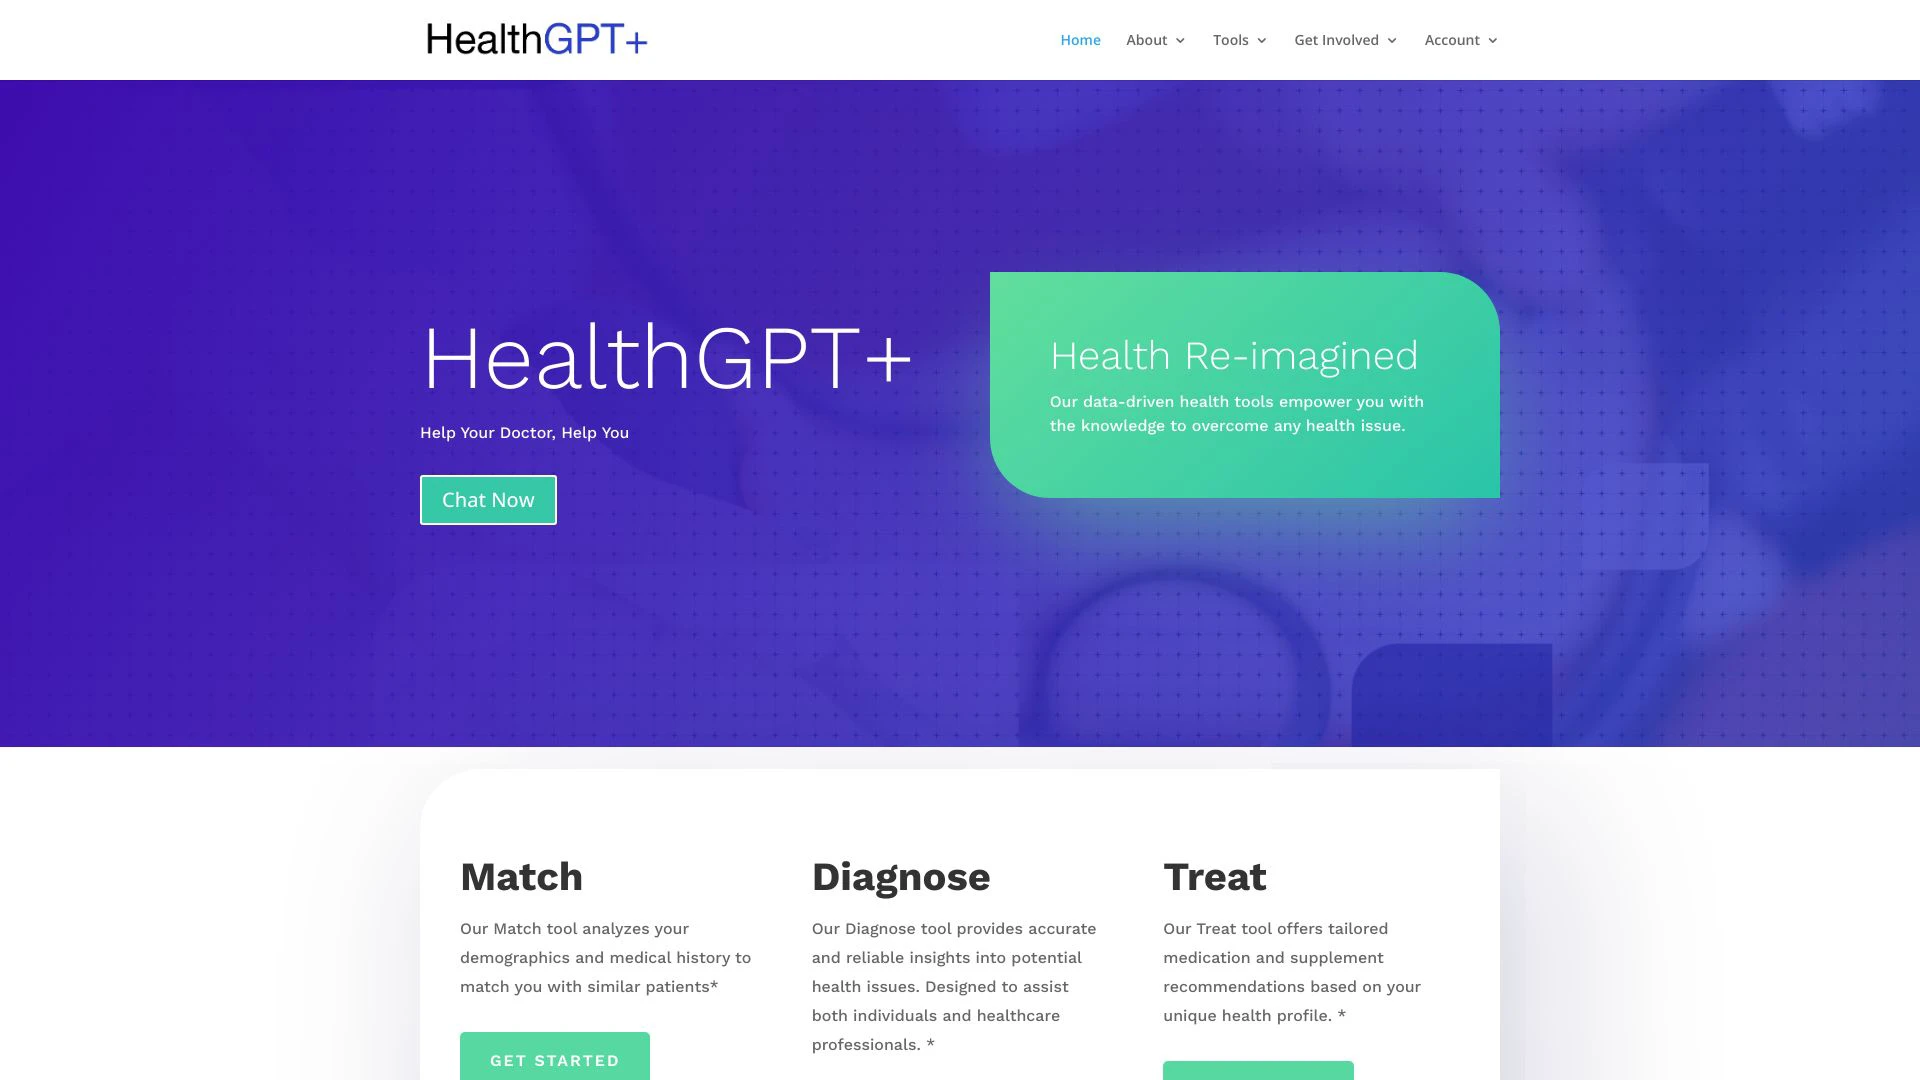 HealthGPT+
Home
About
Tools
Get Involved
Account
HealthGPT+
Help Your Doctor, Help You
Chat Now
Health Re-imagined
Our data-driven health tools empower you with
the knowledge to overcome any health issue.
Match
Our Match tool analyzes your
demographics and medical history to
match you with similar patients*
GET STARTED
Diagnose
Our Diagnose tool provides accurate
and reliable insights into potential
health issues. Designed to assist
both individuals and healthcare
professionals. *
Treat
Our Treat tool offers tailored
medication and supplement
recommendations based on your
unique health profile. *